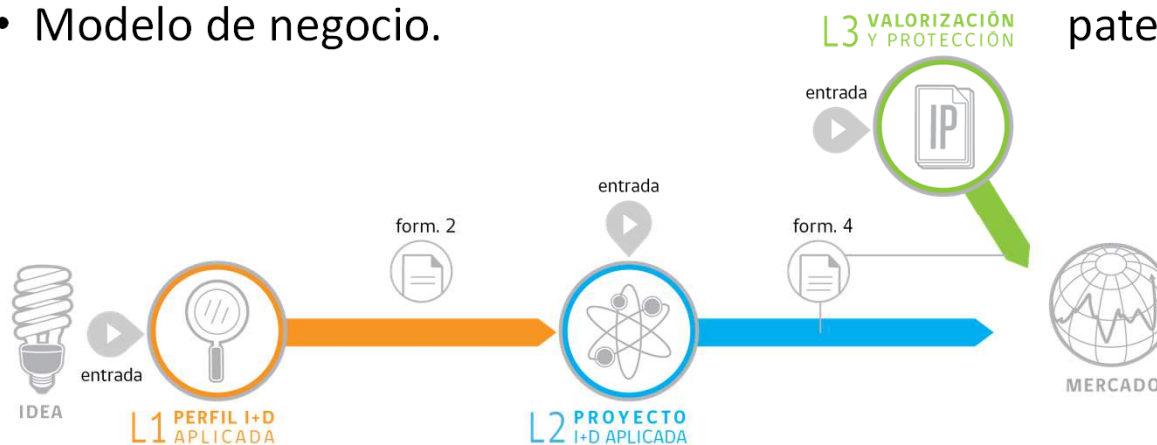 • Modelo de negocio.
L3 VALORIZACIÓN
Y PROTECCIÓN
pate
entrada
IP
entrada
form. 2
form. 4
entrada
IDEA
L1 PERFIL I+D
APLICADA
L2 PROYECTO
I+D APLICADA
MERCADO